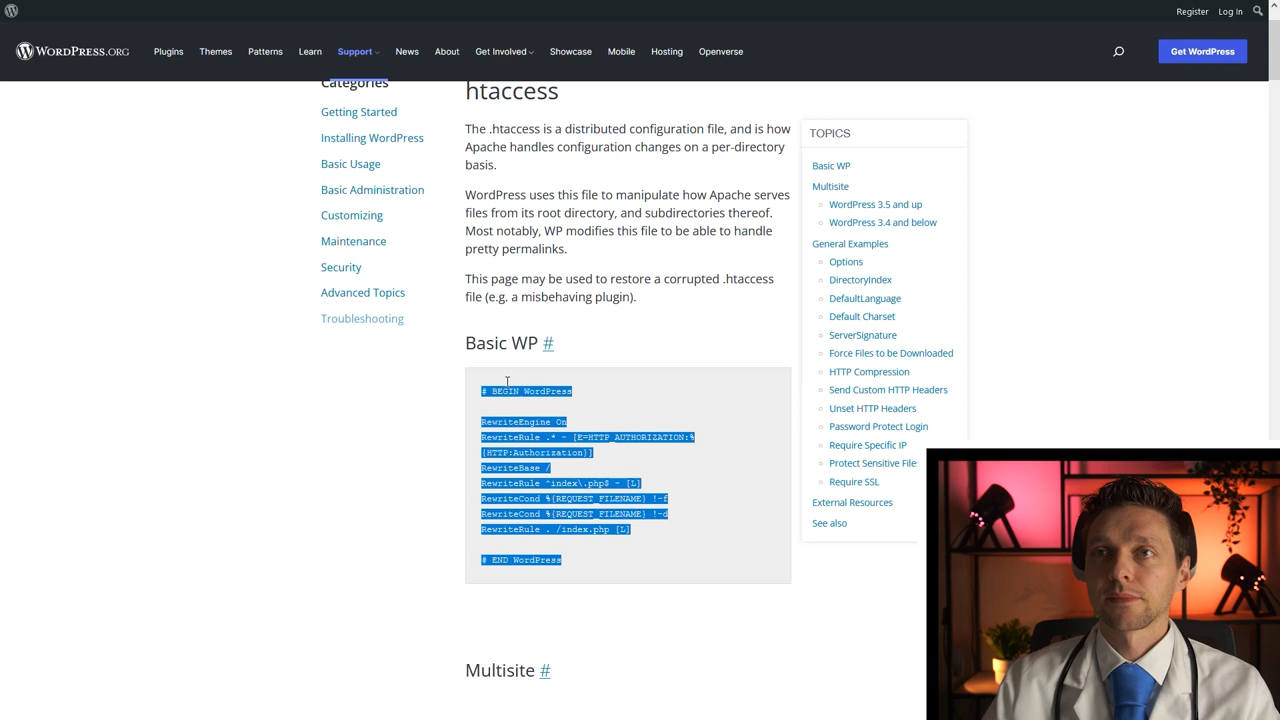 Register Log In
WORDPRESS.ORG Plugins Themes Patterns Learn Support News About Get Involved Showcase Mobile Hosting Openverse Get WordPress
Categories
Getting Started
Installing WordPress
Basic Usage
Basic Administration
Customizing
Maintenance
Security
Advanced Topics
Troubleshooting
htaccess
The .htaccess is a distributed configuration file, and is how
Apache handles configuration changes on a per-directory
basis.
WordPress uses this file to manipulate how Apache serves
files from its root directory, and subdirectories thereof.
Most notably, WP modifies this file to be able to handle
pretty permalinks.
This page may be used to restore a corrupted .htaccess
file (e.g. a misbehaving plugin).
Basic WP #
# BEGIN WordPress
RewriteEngine On
RewriteRule .* - [E=HTTP_AUTHORIZATION:%
{HTTP:Authorization}]
RewriteBase /
RewriteRule ^index\.php$ - [L]
RewriteCond %{REQUEST_FILENAME} !-f
RewriteCond %{REQUEST_FILENAME} !-d
RewriteRule . /index.php [L]
# END WordPress
Multisite #
TOPICS
Basic WP
Multisite
WordPress 3.5 and up
WordPress 3.4 and below
General Examples
Options
DirectoryIndex
DefaultLanguage
Default Charset
ServerSignature
Force Files to be Downloaded
HTTP Compression
Send Custom HTTP Headers
Unset HTTP Headers
Password Protect Login
Require Specific IP
Protect Sensitive Files
Require SSL
External Resources
See also